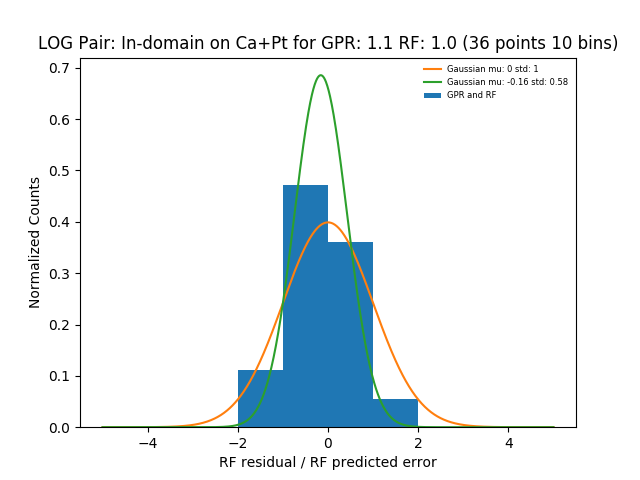 LOG Pair: In-domain on Ca+Pt for GPR: 1.1 RF: 1.0 (36 points 10 bins)
Gaussian mu: 0 std: 1
Gaussian mu: -0.16 std: 0.58
GPR and RF
Normalized Counts
0.7
0.6
0.5
0.4
0.3
0.2
0.1
0.0
−4 −2 0 2 4
RF residual / RF predicted error